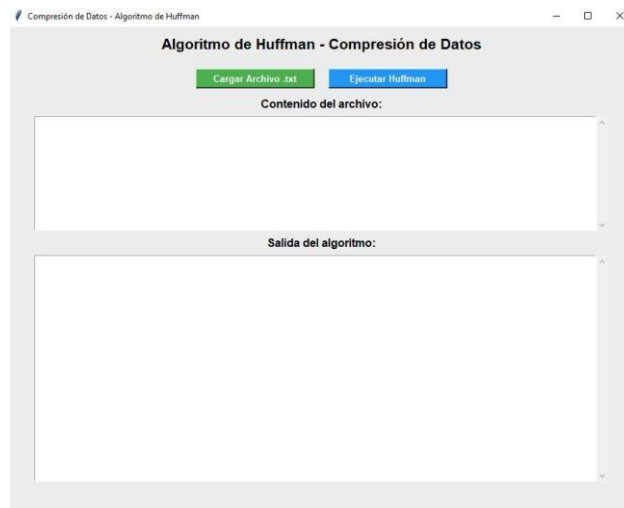 Compresión de Datos - Algoritmo de Huffman
Algoritmo de Huffman - Compresión de Datos
Cargar Archivo .txt Ejecutar Huffman
Contenido del archivo:
Salida del algoritmo: